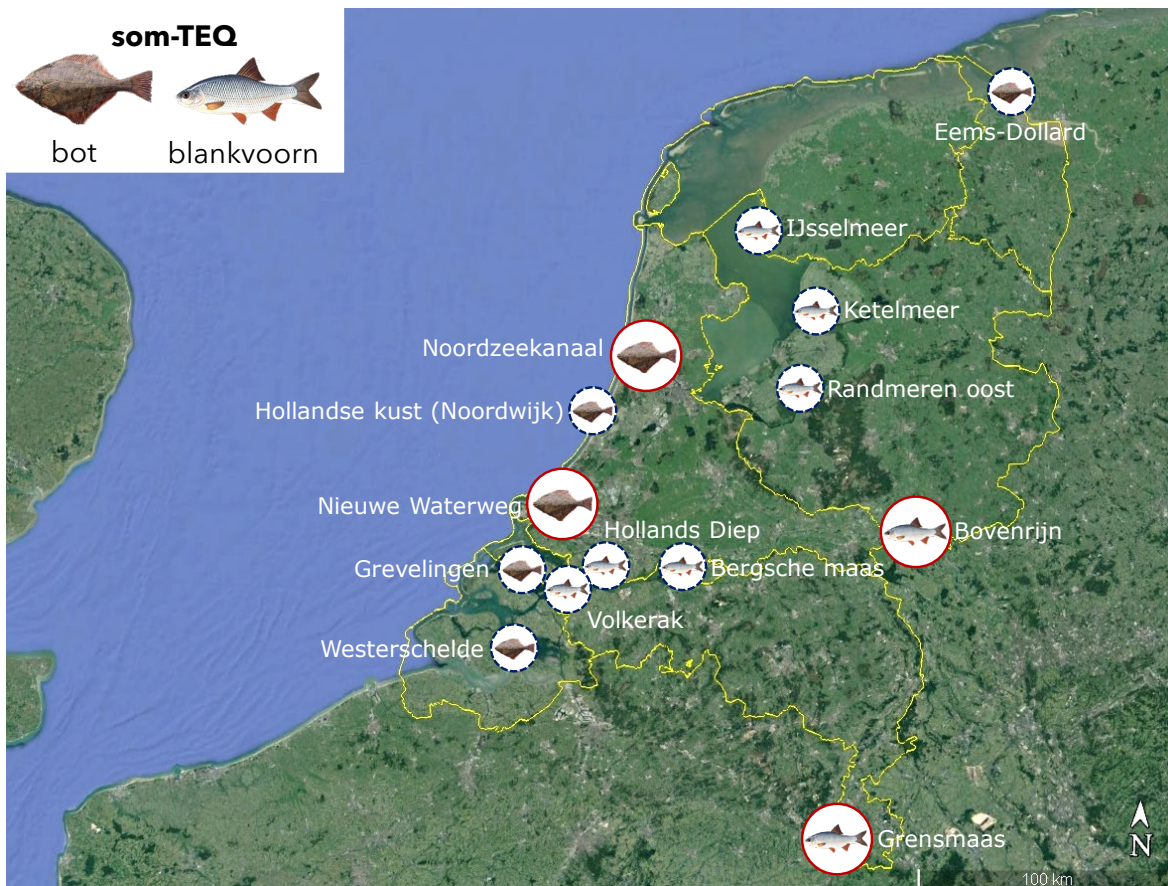 som-TEQ
bot
blankvoorn
Eems-Dollard
IJsselmeer
Ketelmeer
Noordzeekanaal
Randmeren oost
Hollandse kust (Noordwijk)
Nieuwe Waterweg
Hollands Diep
Bovenrijn
Grevelingen
Bergsche maas
Volkerak
Westerschelde
Grensmaas
N
100 km